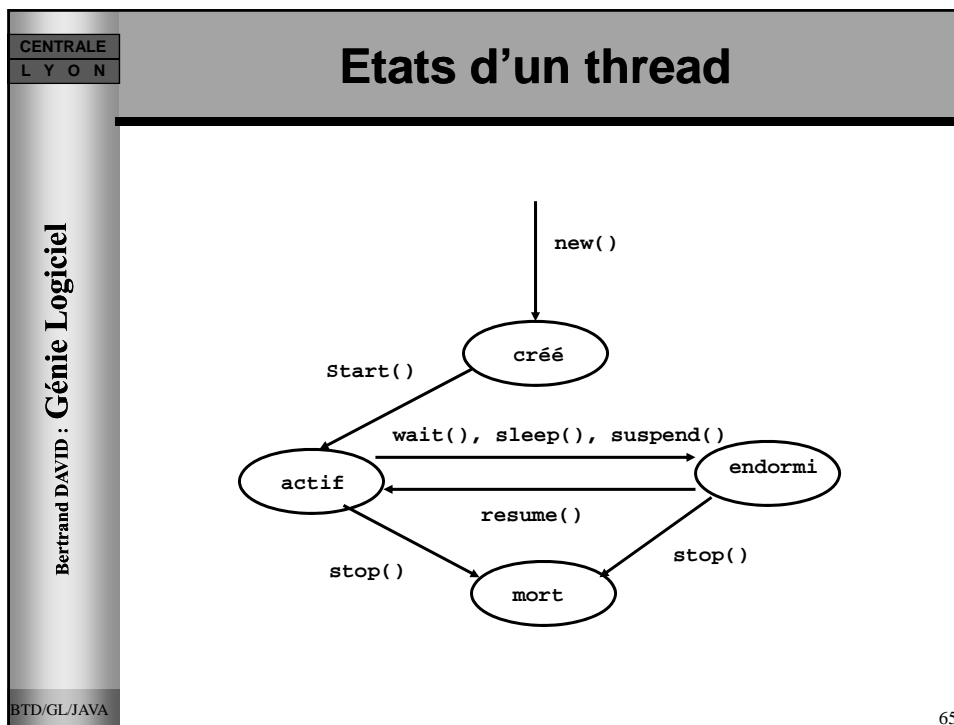 CENTRALE
L Y O N
Etats d'un thread
Bertrand DAVID : Génie Logiciel
new()
créé
Start()
wait(), sleep(), suspend()
actif
endormi
resume()
stop()
stop()
mort
BTD/GL/JAVA
65